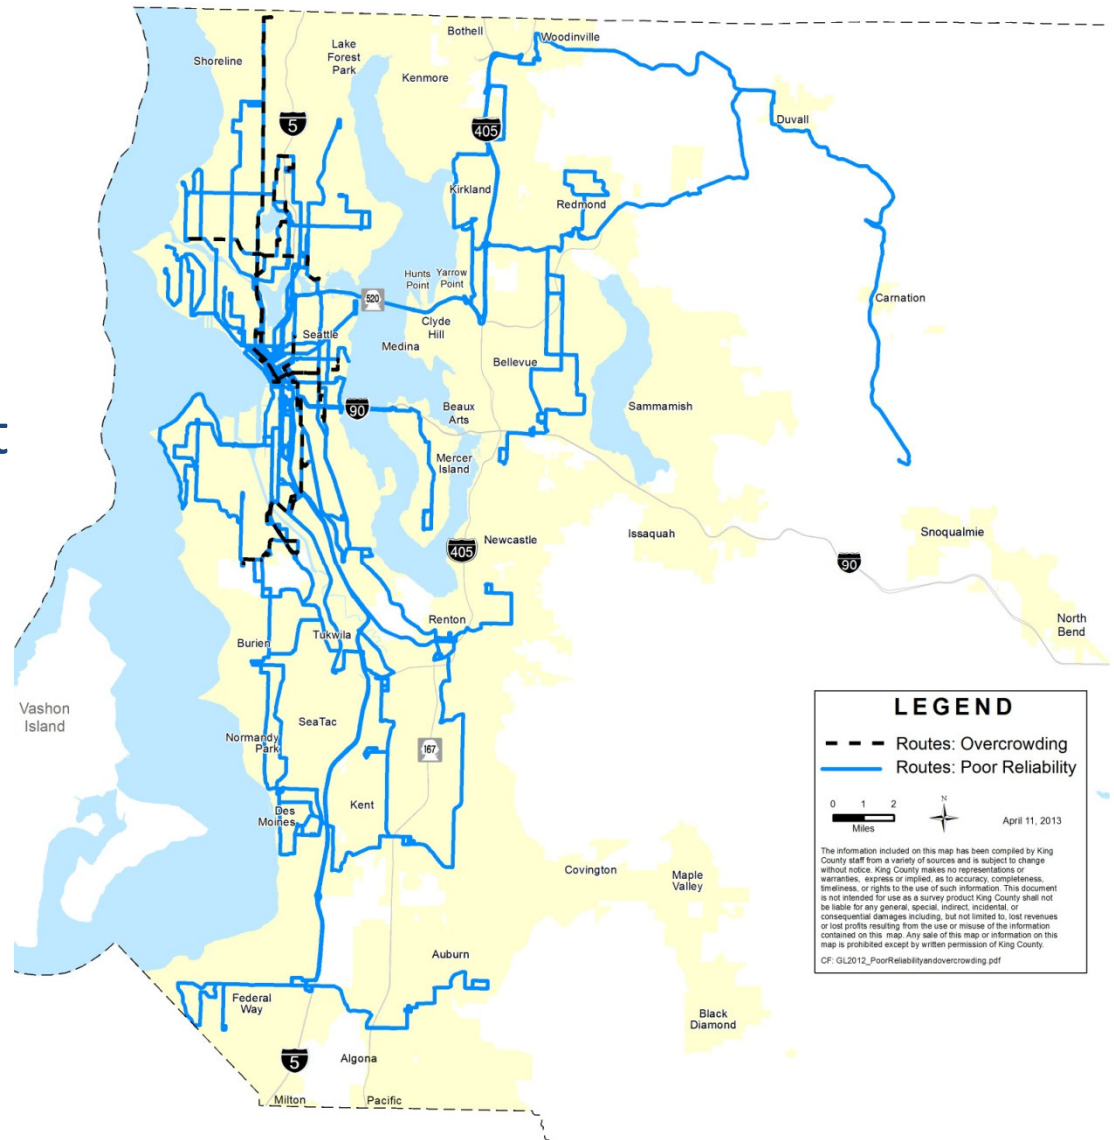 Bothell
Woodinville
Shoreline
Lake
Forest
Park
Kenmore
5
405
Duvall
Kirkland
Redmond
Hunts
Point
Yarrow
Point
520
Carnation
Clyde
Hill
Seattle
Medina
Bellevue
90
Beaux
Arts
Sammamish
t
Mercer
Island
Newcastle
405
Issaquah
Snoqualmie
90
Renton
North
Bend
Tukwila
Burien
Vashon
Island
SeaTac
Normandy
Park
167
Des
Moines
Kent
LEGEND
Routes: Overcrowding
Routes: Poor Reliability
0 1 2
Miles
N
April 11, 2013
The information included on this map has been compiled by King
County staff from a variety of sources and is subject to change
without notice. King County makes no representations or
warranties, express or implied, as to accuracy, completeness,
timeliness, or rights to the use of such information. This document
is not intended for use as a survey product King County shall not
be liable for any general, special, indirect, incidental, or
consequential damages including, but not limited to, lost revenues
or lost profits resulting from the use or misuse of the information
contained on this map. Any sale of this map or information on this
map is prohibited except by written permission of King County.
CF: GL2012_PoorReliabilityandovercrowding.pdf
Covington
Maple
Valley
Auburn
Federal
Way
Black
Diamond
5
Algona
Milton
Pacific